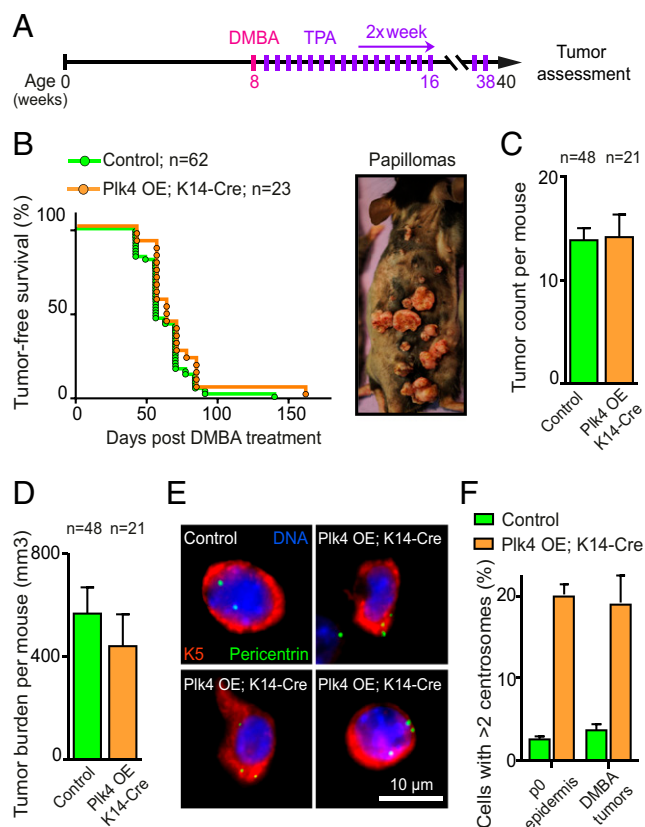 A
DMBA TPA 2x week
Age 0 8 16 38 40
(weeks)
Tumor
assessment
B
Control; n=62
Plk4 OE; K14-Cre; n=23
Tumor-free survival (%)
100
50
0
0 50 100 150
Days post DMBA treatment
Papillomas
C
n=48 n=21
Tumor count per mouse
20
10
0
Control
Plk4 OE
K14-Cre
D
n=48 n=21
Tumor burden per mouse (mm3)
800
400
0
Control
Plk4 OE
K14-Cre
E
Control DNA
K5 Pericentrin
Plk4 OE; K14-Cre
Plk4 OE; K14-Cre
Plk4 OE; K14-Cre
10 µm
F
Control
Plk4 OE; K14-Cre
Cells with >2 centrosomes (%)
20
10
0
p0
epidermis
DMBA
tumors